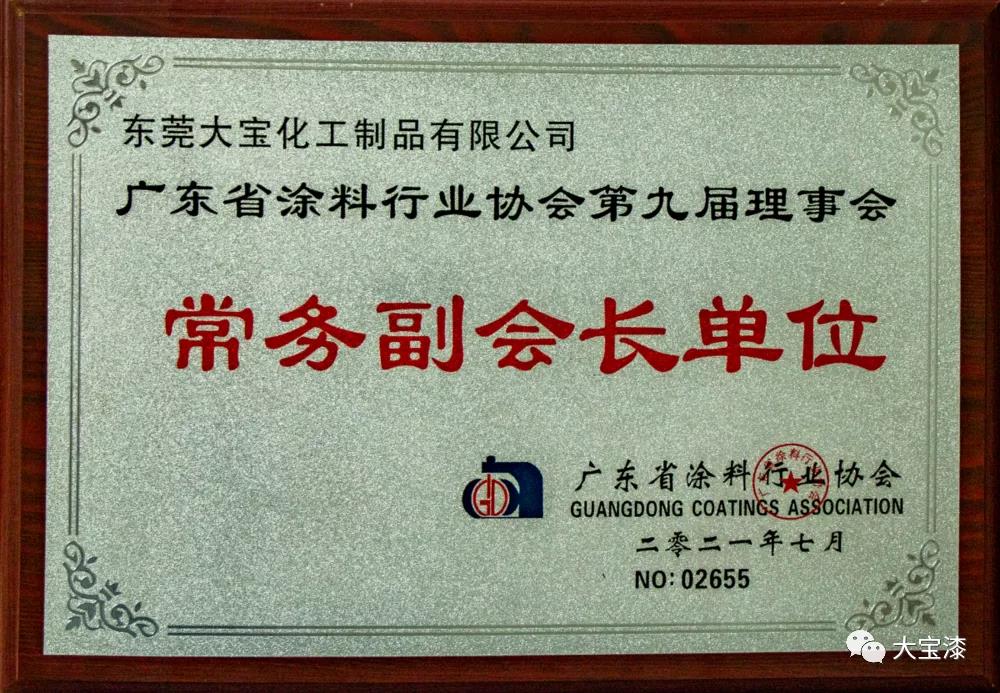 东莞大宝化工制品有限公司
广东省涂料行业协会第九届理事会
常务副会长单位
广东省涂料行业协会
GUANGDONG COATINGS ASSOCIATION
二零二一年七月
NO: 02655
大宝漆